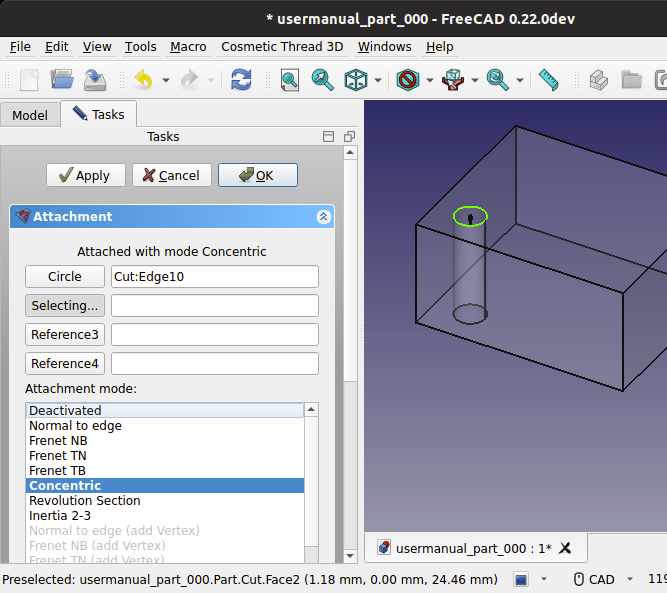 * usermanual_part_000 - FreeCAD 0.22.0dev
File Edit View Tools Macro Cosmetic Thread 3D Windows Help
Model Tasks
Tasks
Apply Cancel OK
Attachment
Attached with mode Concentric
Circle Cut:Edge10
Selecting...
Reference3
Reference4
Attachment mode:
Deactivated
Normal to edge
Frenet NB
Frenet TN
Frenet TB
Concentric
Revolution Section
Inertia 2-3
Normal to edge (add Vertex)
Frenet NB (add Vertex)
Frenet TN (add Vertex)
usermanual_part_000 : 1*
Preselected: usermanual_part_000.Part.Cut.Face2 (1.18 mm, 0.00 mm, 24.46 mm) CAD 119